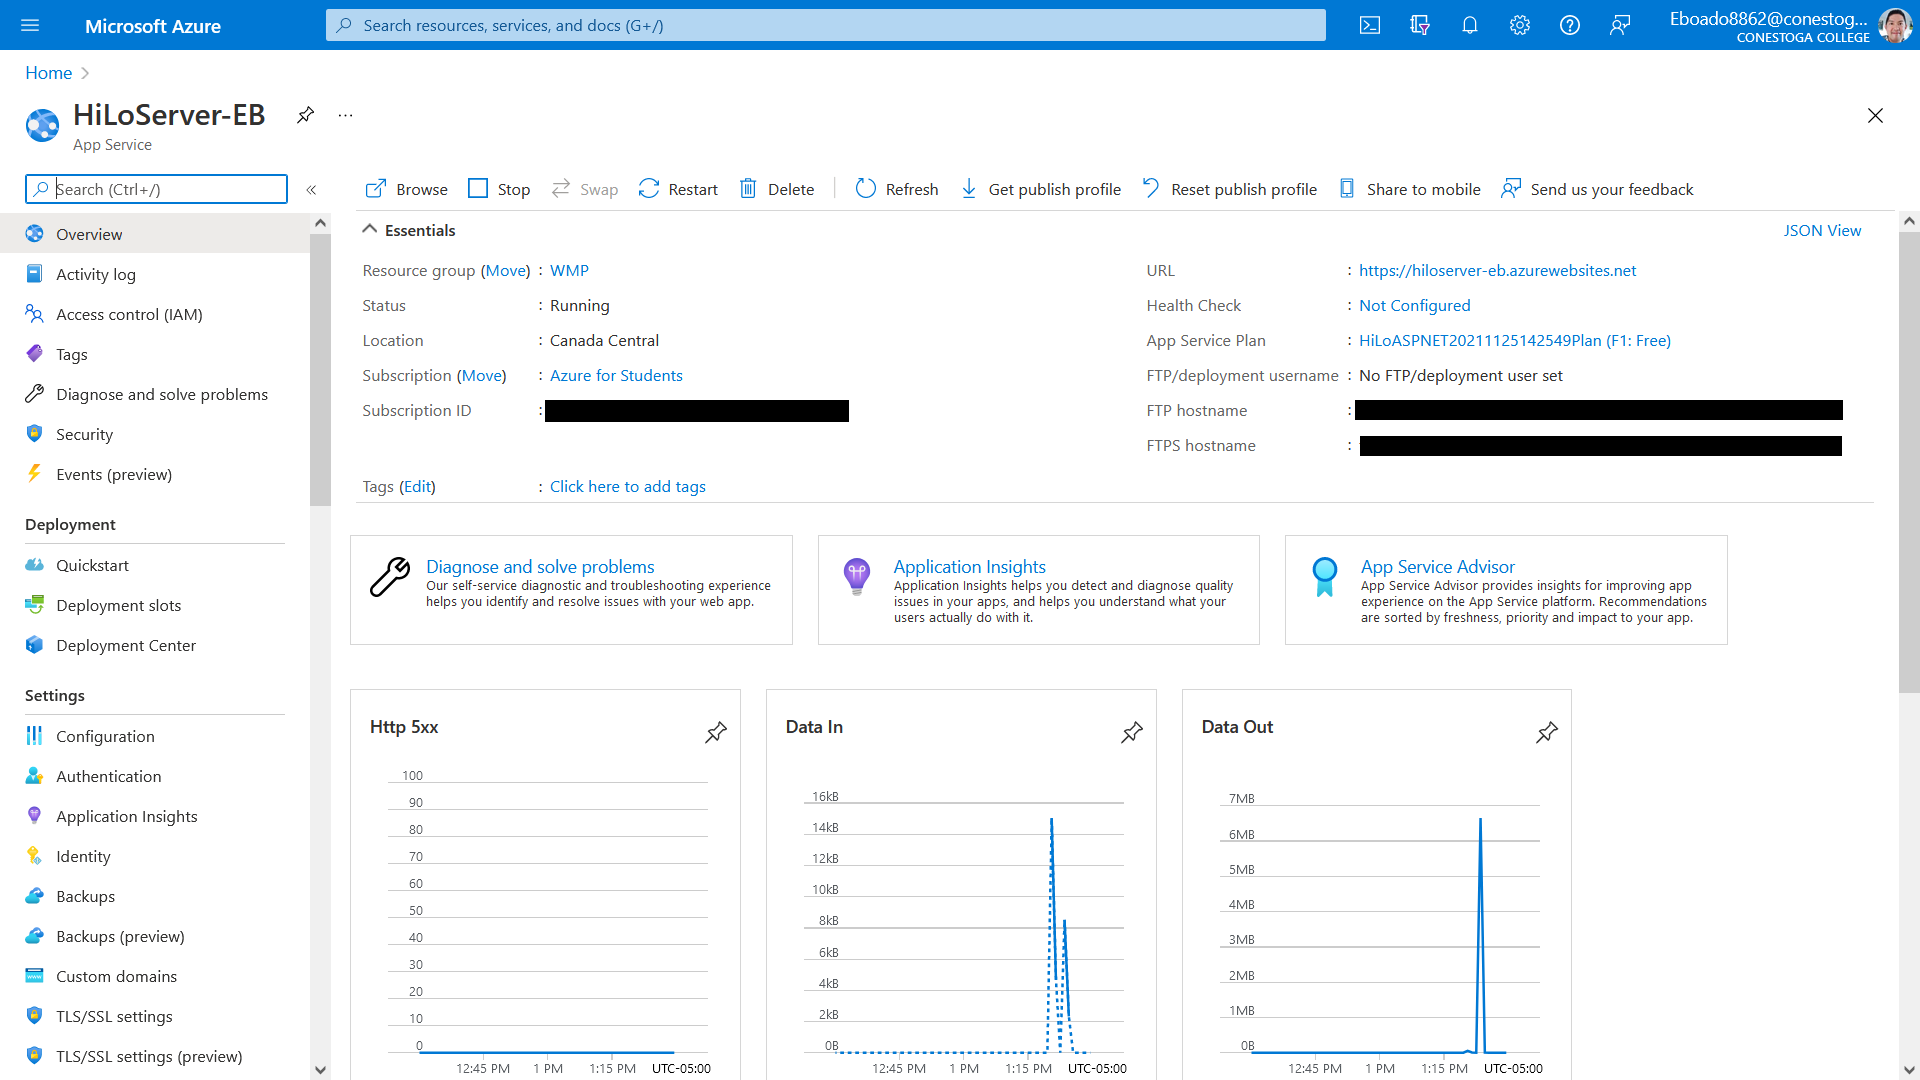 Microsoft Azure
Search resources, services, and docs (G+/)
Eboado8862@conestog...
CONESTOGA COLLEGE
Home
HiLoServer-EB
...
App Service
Search (Ctrl+/)
«
Browse
Stop
Swap
Restart
Delete
Refresh
Get publish profile
Reset publish profile
Share to mobile
Send us your feedback
Overview
Activity log
Access control (IAM)
Tags
Diagnose and solve problems
Security
Events (preview)
Deployment
Quickstart
Deployment slots
Deployment Center
Settings
Configuration
Authentication
Application Insights
Identity
Backups
Backups (preview)
Custom domains
TLS/SSL settings
TLS/SSL settings (preview)
Essentials
JSON View
Resource group (Move) : WMP
Status : Running
Location : Canada Central
Subscription (Move) : Azure for Students
Subscription ID :
URL : https://hiloserver-eb.azurewebsites.net
Health Check : Not Configured
App Service Plan : HiLoASPNET20211125142549Plan (F1: Free)
FTP/deployment username : No FTP/deployment user set
FTP hostname :
FTPS hostname :
Tags (Edit) : Click here to add tags
Diagnose and solve problems
Our self-service diagnostic and troubleshooting experience
helps you identify and resolve issues with your web app.
Application Insights
Application Insights helps you detect and diagnose quality
issues in your apps, and helps you understand what your
users actually do with it.
App Service Advisor
App Service Advisor provides insights for improving app
experience on the App Service platform. Recommendations
are sorted by freshness, priority and impact to your app.
Http 5xx
100
90
80
70
60
50
40
30
20
10
0
12:45 PM 1 PM 1:15 PM UTC-05:00
Data In
16kB
14kB
12kB
10kB
8kB
6kB
4kB
2kB
0B
12:45 PM 1 PM 1:15 PM UTC-05:00
Data Out
7MB
6MB
5MB
4MB
3MB
2MB
1MB
0B
12:45 PM 1 PM 1:15 PM UTC-05:00